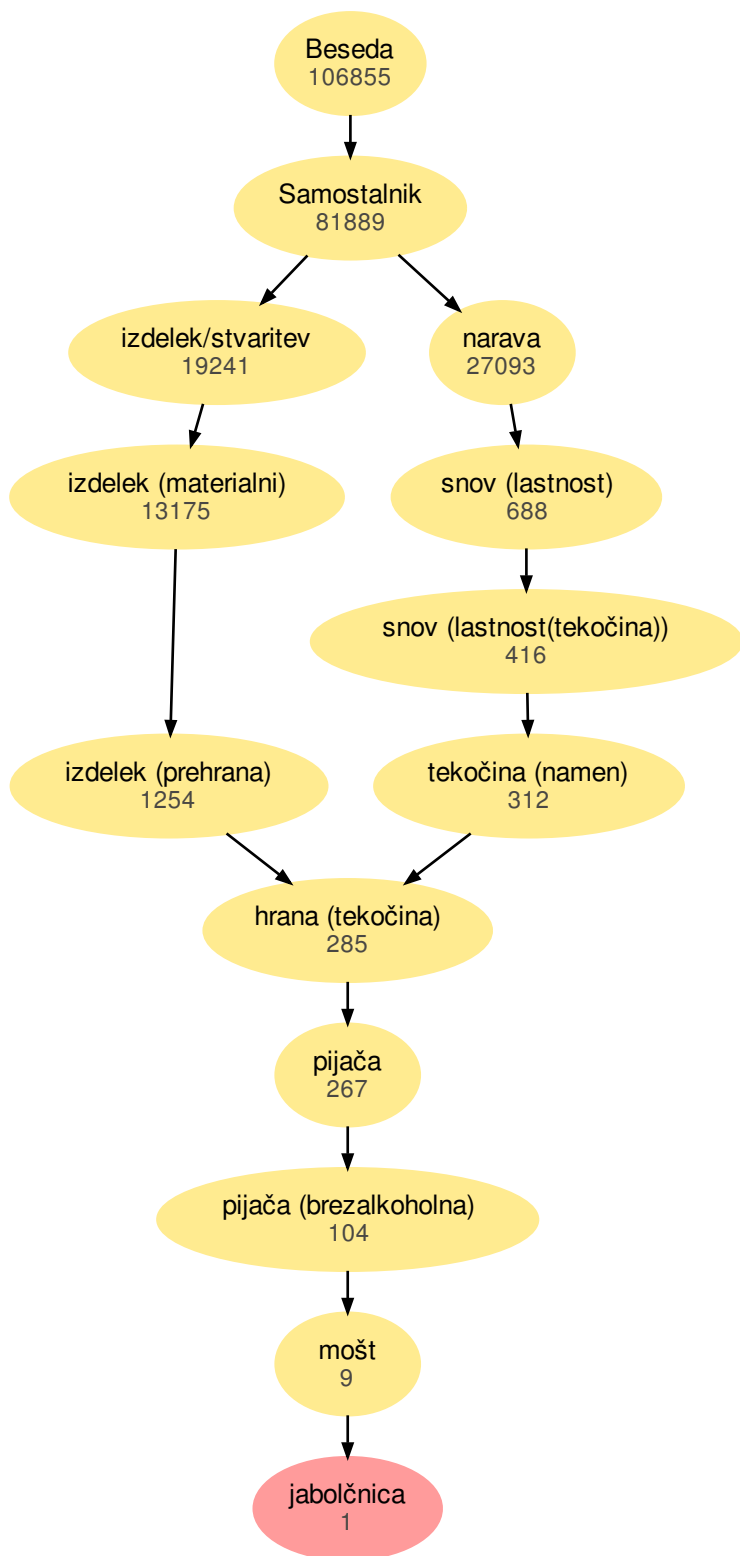 Beseda
106855
Samostalnik
81889
izdelek/stvaritev
19241
narava
27093
izdelek (materialni)
13175
snov (lastnost)
688
snov (lastnost(tekočina))
416
izdelek (prehrana)
1254
tekočina (namen)
312
hrana (tekočina)
285
pijača
267
pijača (brezalkoholna)
104
mošt
9
jabolčnica
1